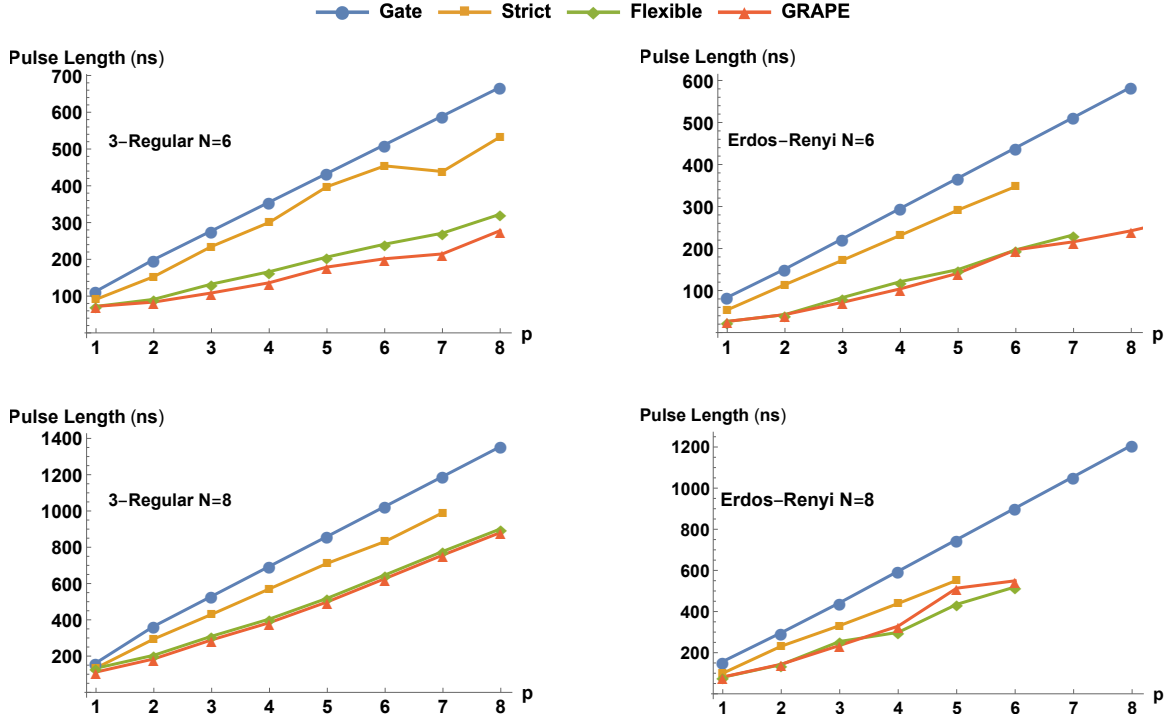 Gate Strict Flexible GRAPE
Pulse Length (ns)
700
600
500
400
300
200
100
3−Regular N=6
1 2 3 4 5 6 7 8 p
Pulse Length (ns)
600
500
400
300
200
100
Erdos−Renyi N=6
1 2 3 4 5 6 7 8 p
Pulse Length (ns)
1400
1200
1000
800
600
400
200
3−Regular N=8
1 2 3 4 5 6 7 8 p
Pulse Length (ns)
1200
1000
800
600
400
200
Erdos−Renyi N=8
1 2 3 4 5 6 7 8 p